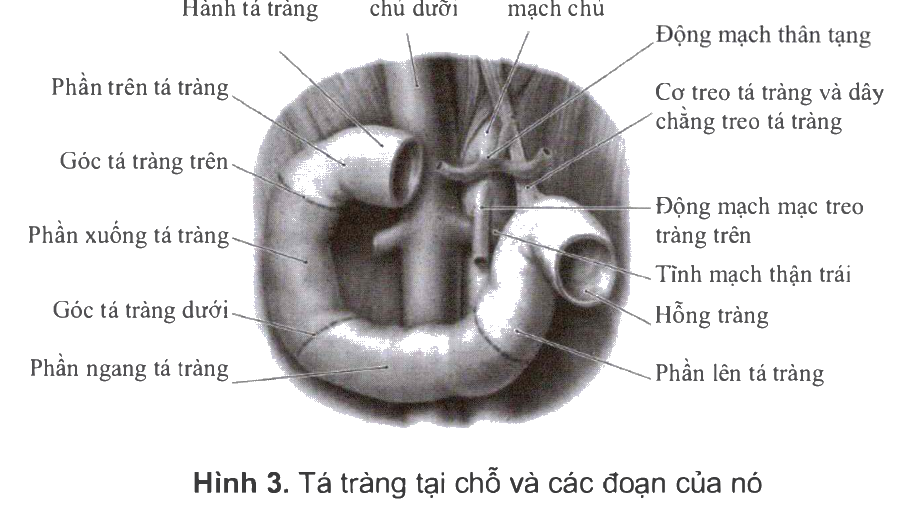 Hành tá tràng
chủ dưỡi
mạch chủ
Động mạch thân tạng
Phần trên tá tràng
Cơ treo tá tràng và dây
chằng treo tá tràng
Góc tá tràng trên
Động mạch mạc treo
tràng trên
Phần xuống tá tràng
Tĩnh mạch thận trái
Góc tá tràng dưới
Hỗng tràng
Phần ngang tá tràng
Phần lên tá tràng
Hình 3. Tá tràng tại chỗ và các đoạn của nó